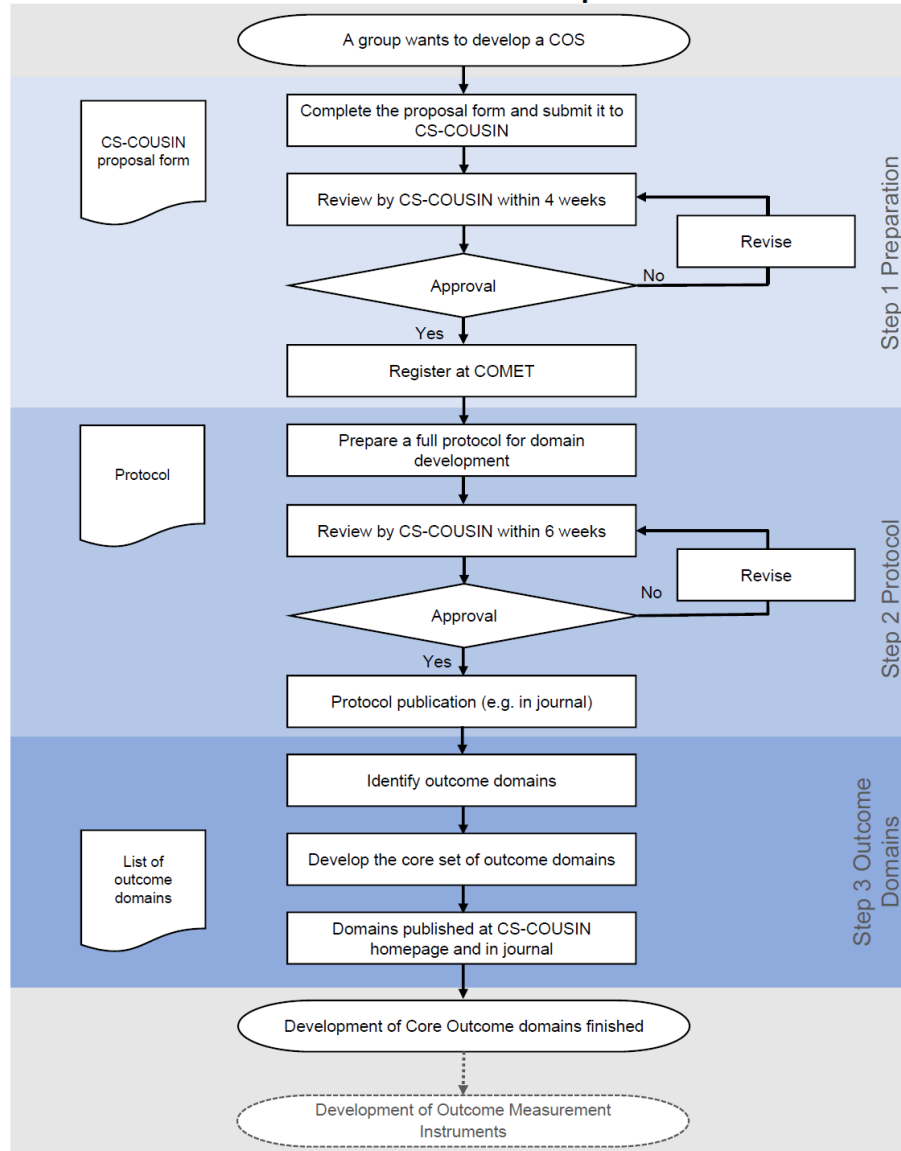 A group wants to develop a COS
Complete the proposal form and submit it to
CS-COUSIN
CS-COUSIN
proposal form
Review by CS-COUSIN within 4 weeks
Revise
Approval
No
Yes
Register at COMET
Step 1 Preparation
Prepare a full protocol for domain
development
Protocol
Review by CS-COUSIN within 6 weeks
Revise
Approval
No
Yes
Protocol publication (e.g. in journal)
Step 2 Protocol
Identify outcome domains
Develop the core set of outcome domains
List of
outcome
domains
Domains published at CS-COUSIN
homepage and in journal
Step 3 Outcome
Domains
Development of Core Outcome domains finished
Development of Outcome Measurement
Instruments